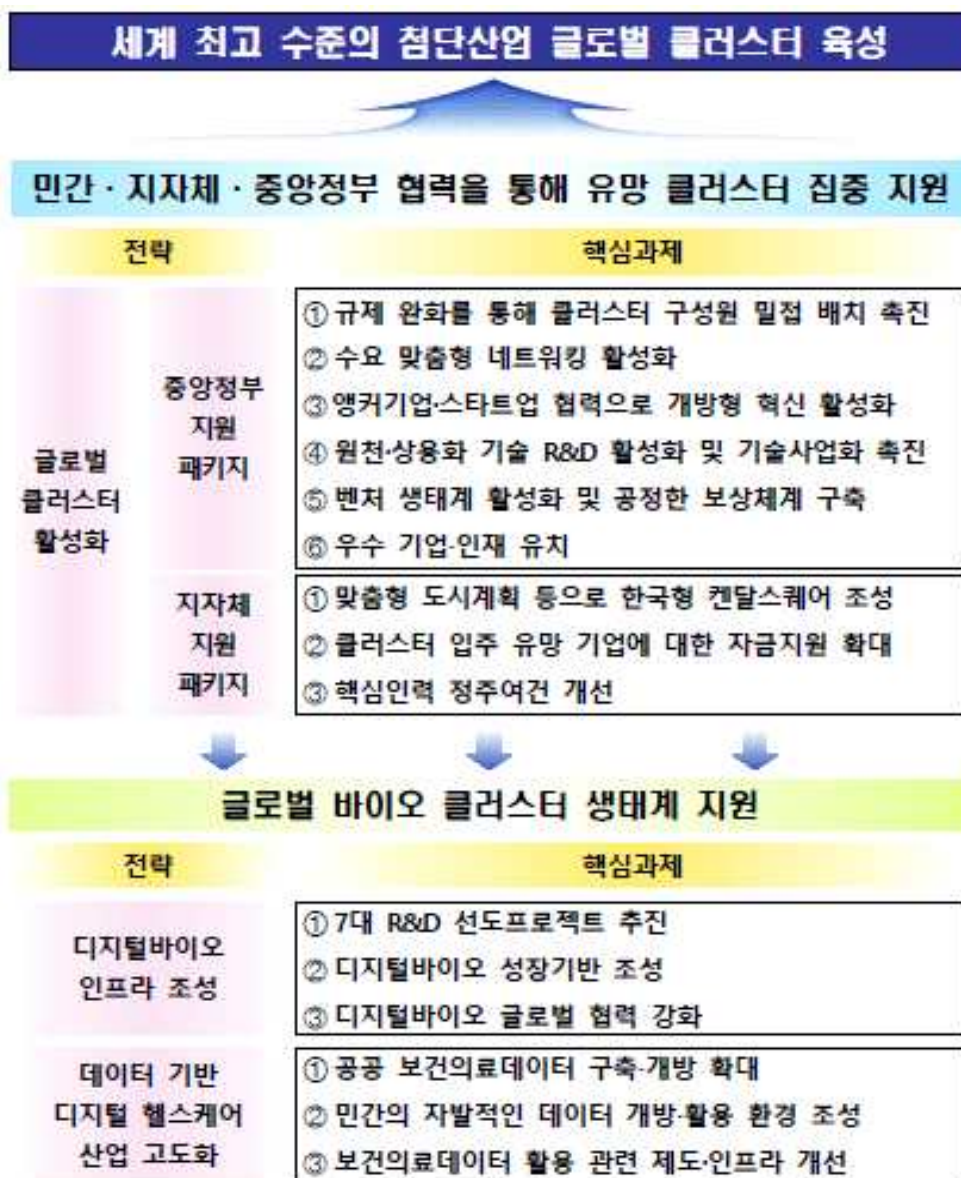 세계 최고 수준의 첨단산업 글로벌 클러스터 육성
민간 · 지자체 · 중앙정부 협력을 통해 유망 클러스터 집중 지원
전략
핵심과제
글로벌
클러스터
활성화
중앙정부
지원
패키지
① 규제 완화를 통해 클러스터 구성원 밀접 배치 촉진
② 수요 맞춤형 네트워킹 활성화
③ 앵커기업·스타트업 협력으로 개방형 혁신 활성화
④ 원천·상용화 기술 R&D 활성화 및 기술사업화 촉진
⑤ 벤처 생태계 활성화 및 공정한 보상체계 구축
⑥ 우수 기업·인재 유치
지자체
지원
패키지
① 맞춤형 도시계획 등으로 한국형 켄달스퀘어 조성
② 클러스터 입주 유망 기업에 대한 자금지원 확대
③ 핵심인력 정주여건 개선
글로벌 바이오 클러스터 생태계 지원
전략
핵심과제
디지털바이오
인프라 조성
① 7대 R&D 선도프로젝트 추진
② 디지털바이오 성장기반 조성
③ 디지털바이오 글로벌 협력 강화
데이터 기반
디지털 헬스케어
산업 고도화
① 공공 보건의료데이터 구축·개방 확대
② 민간의 자발적인 데이터 개방·활용 환경 조성
③ 보건의료데이터 활용 관련 제도·인프라 개선